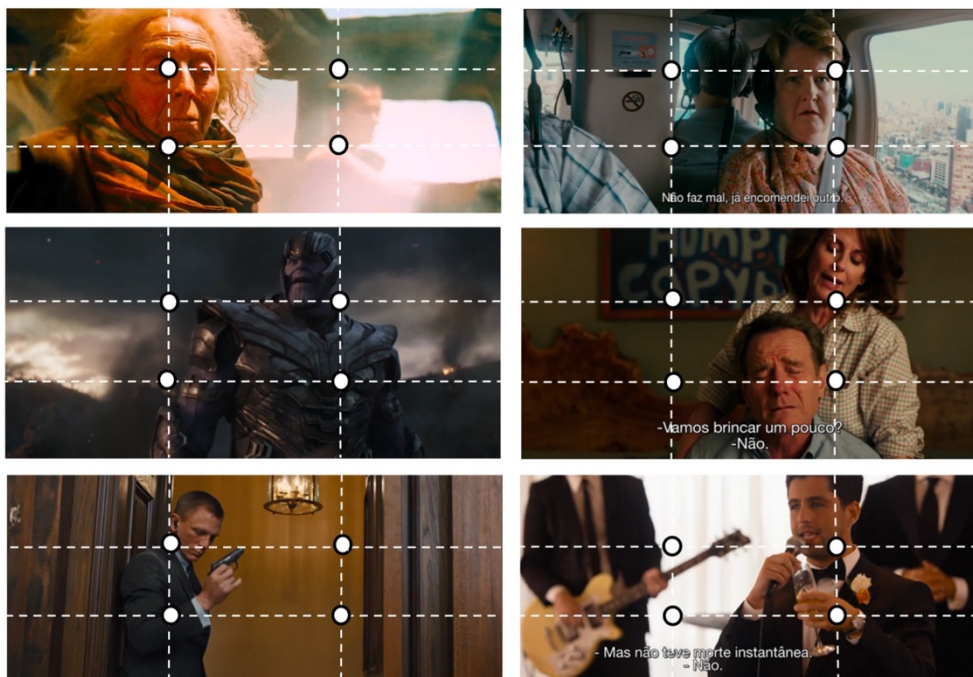 Não faz mal, já encomendei outro.
-Vamos brincar um pouco?
-Não.
- Mas não teve morte instantânea.
- Não.